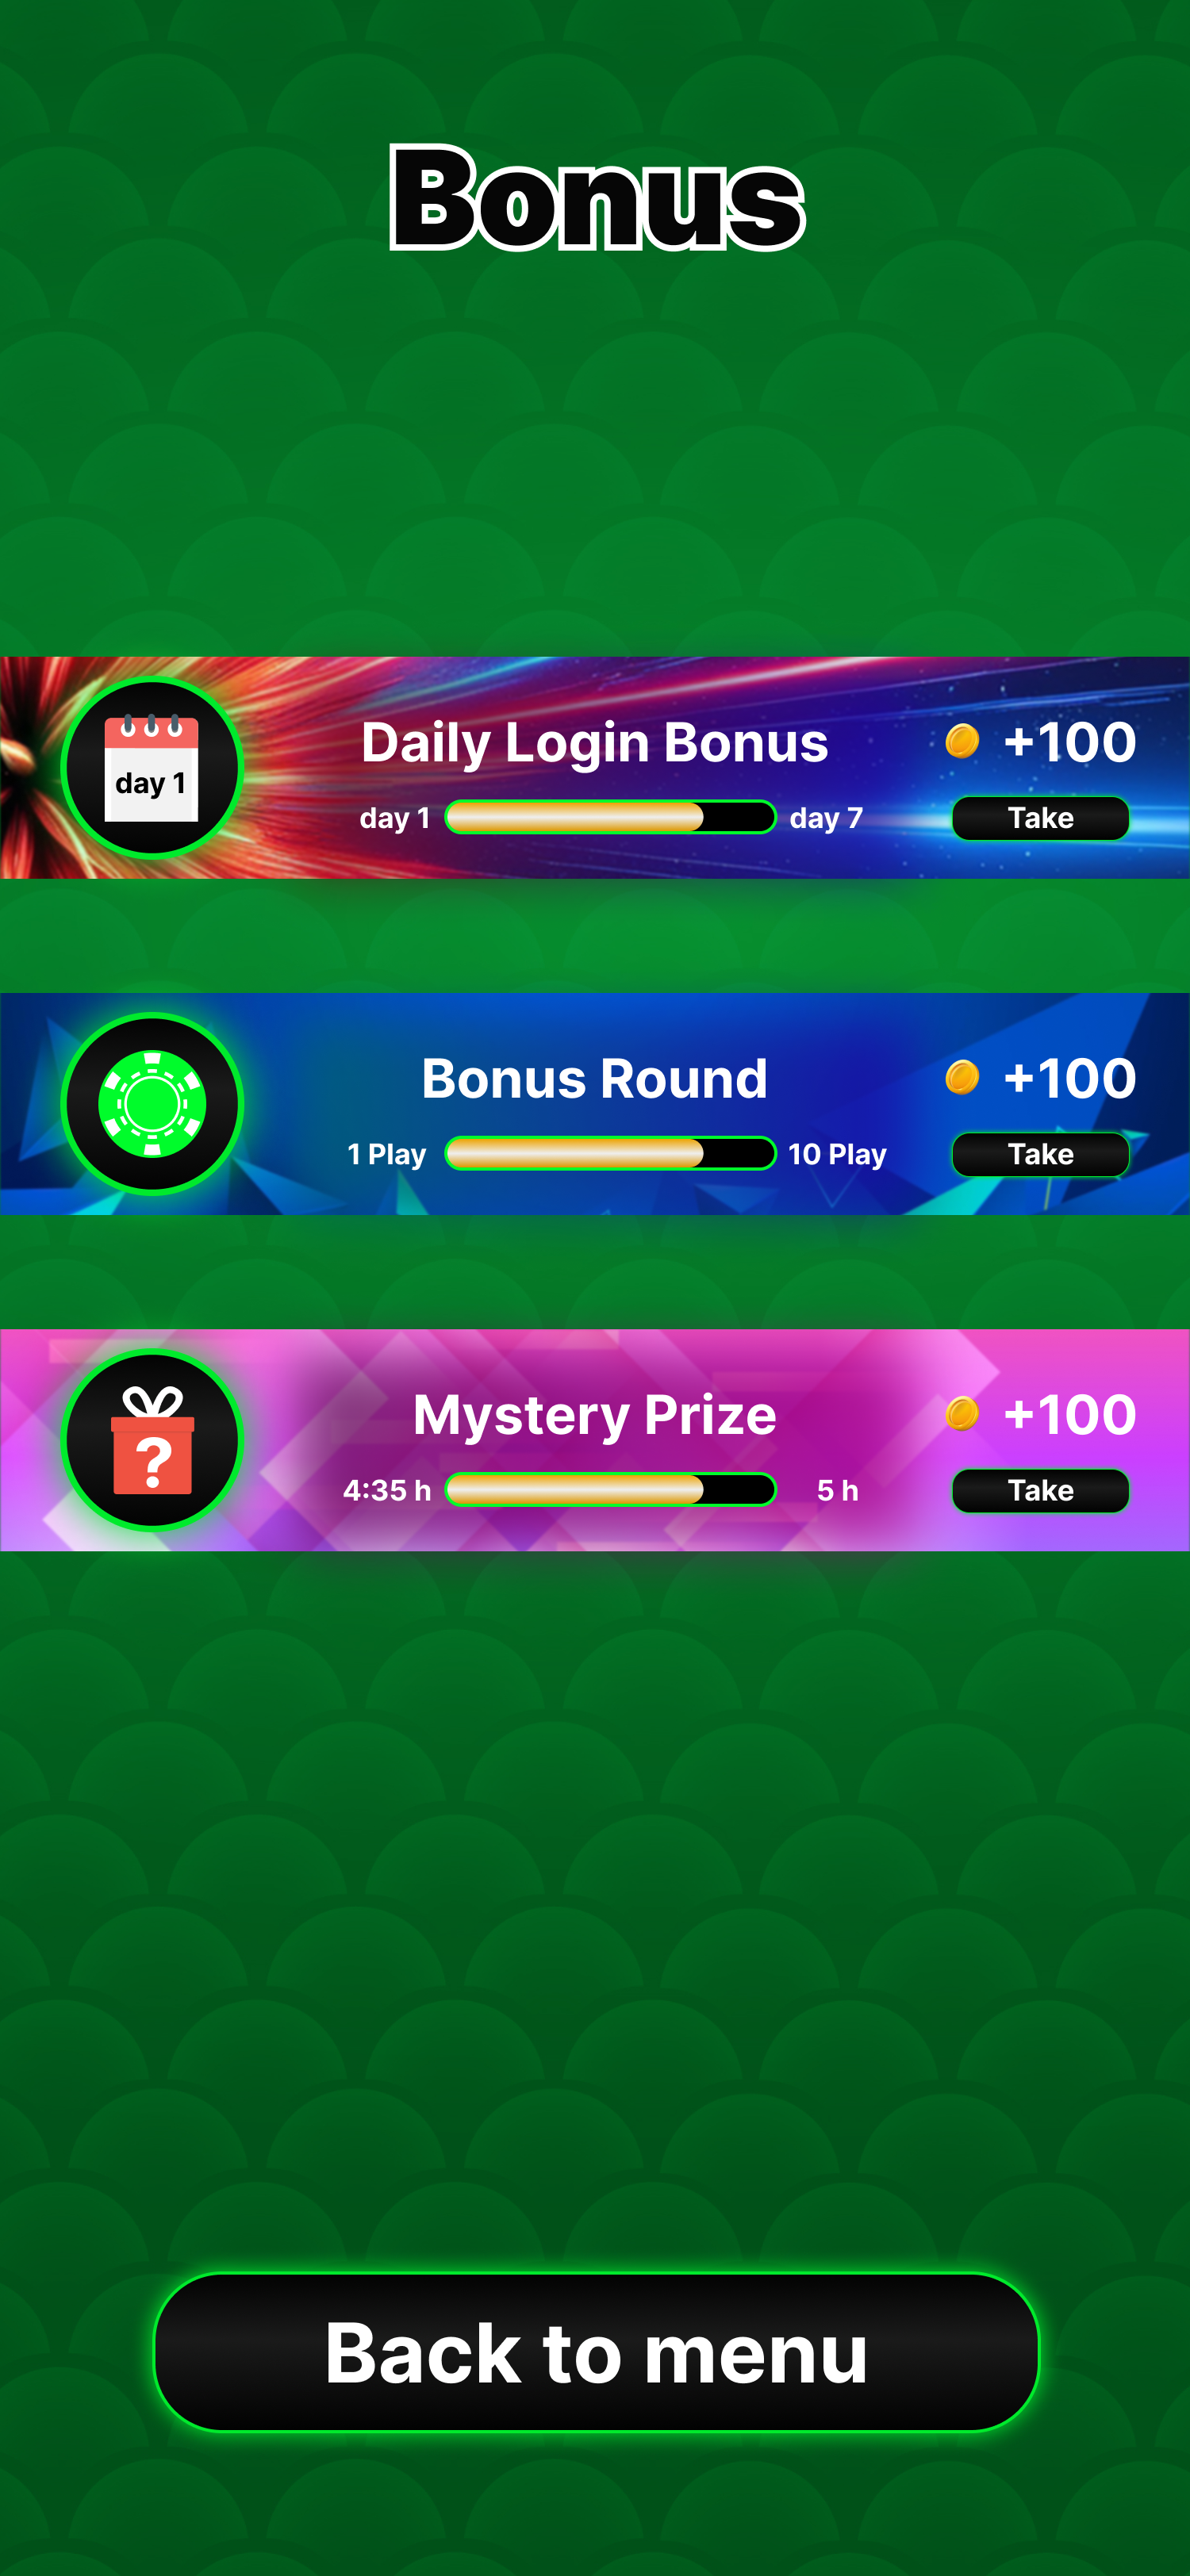 Bonus
day 1
Daily Login Bonus
+100
day 1
day 7
Take
Bonus Round
+100
1 Play
10 Play
Take
?
Mystery Prize
+100
4:35 h
5 h
Take
Back to menu